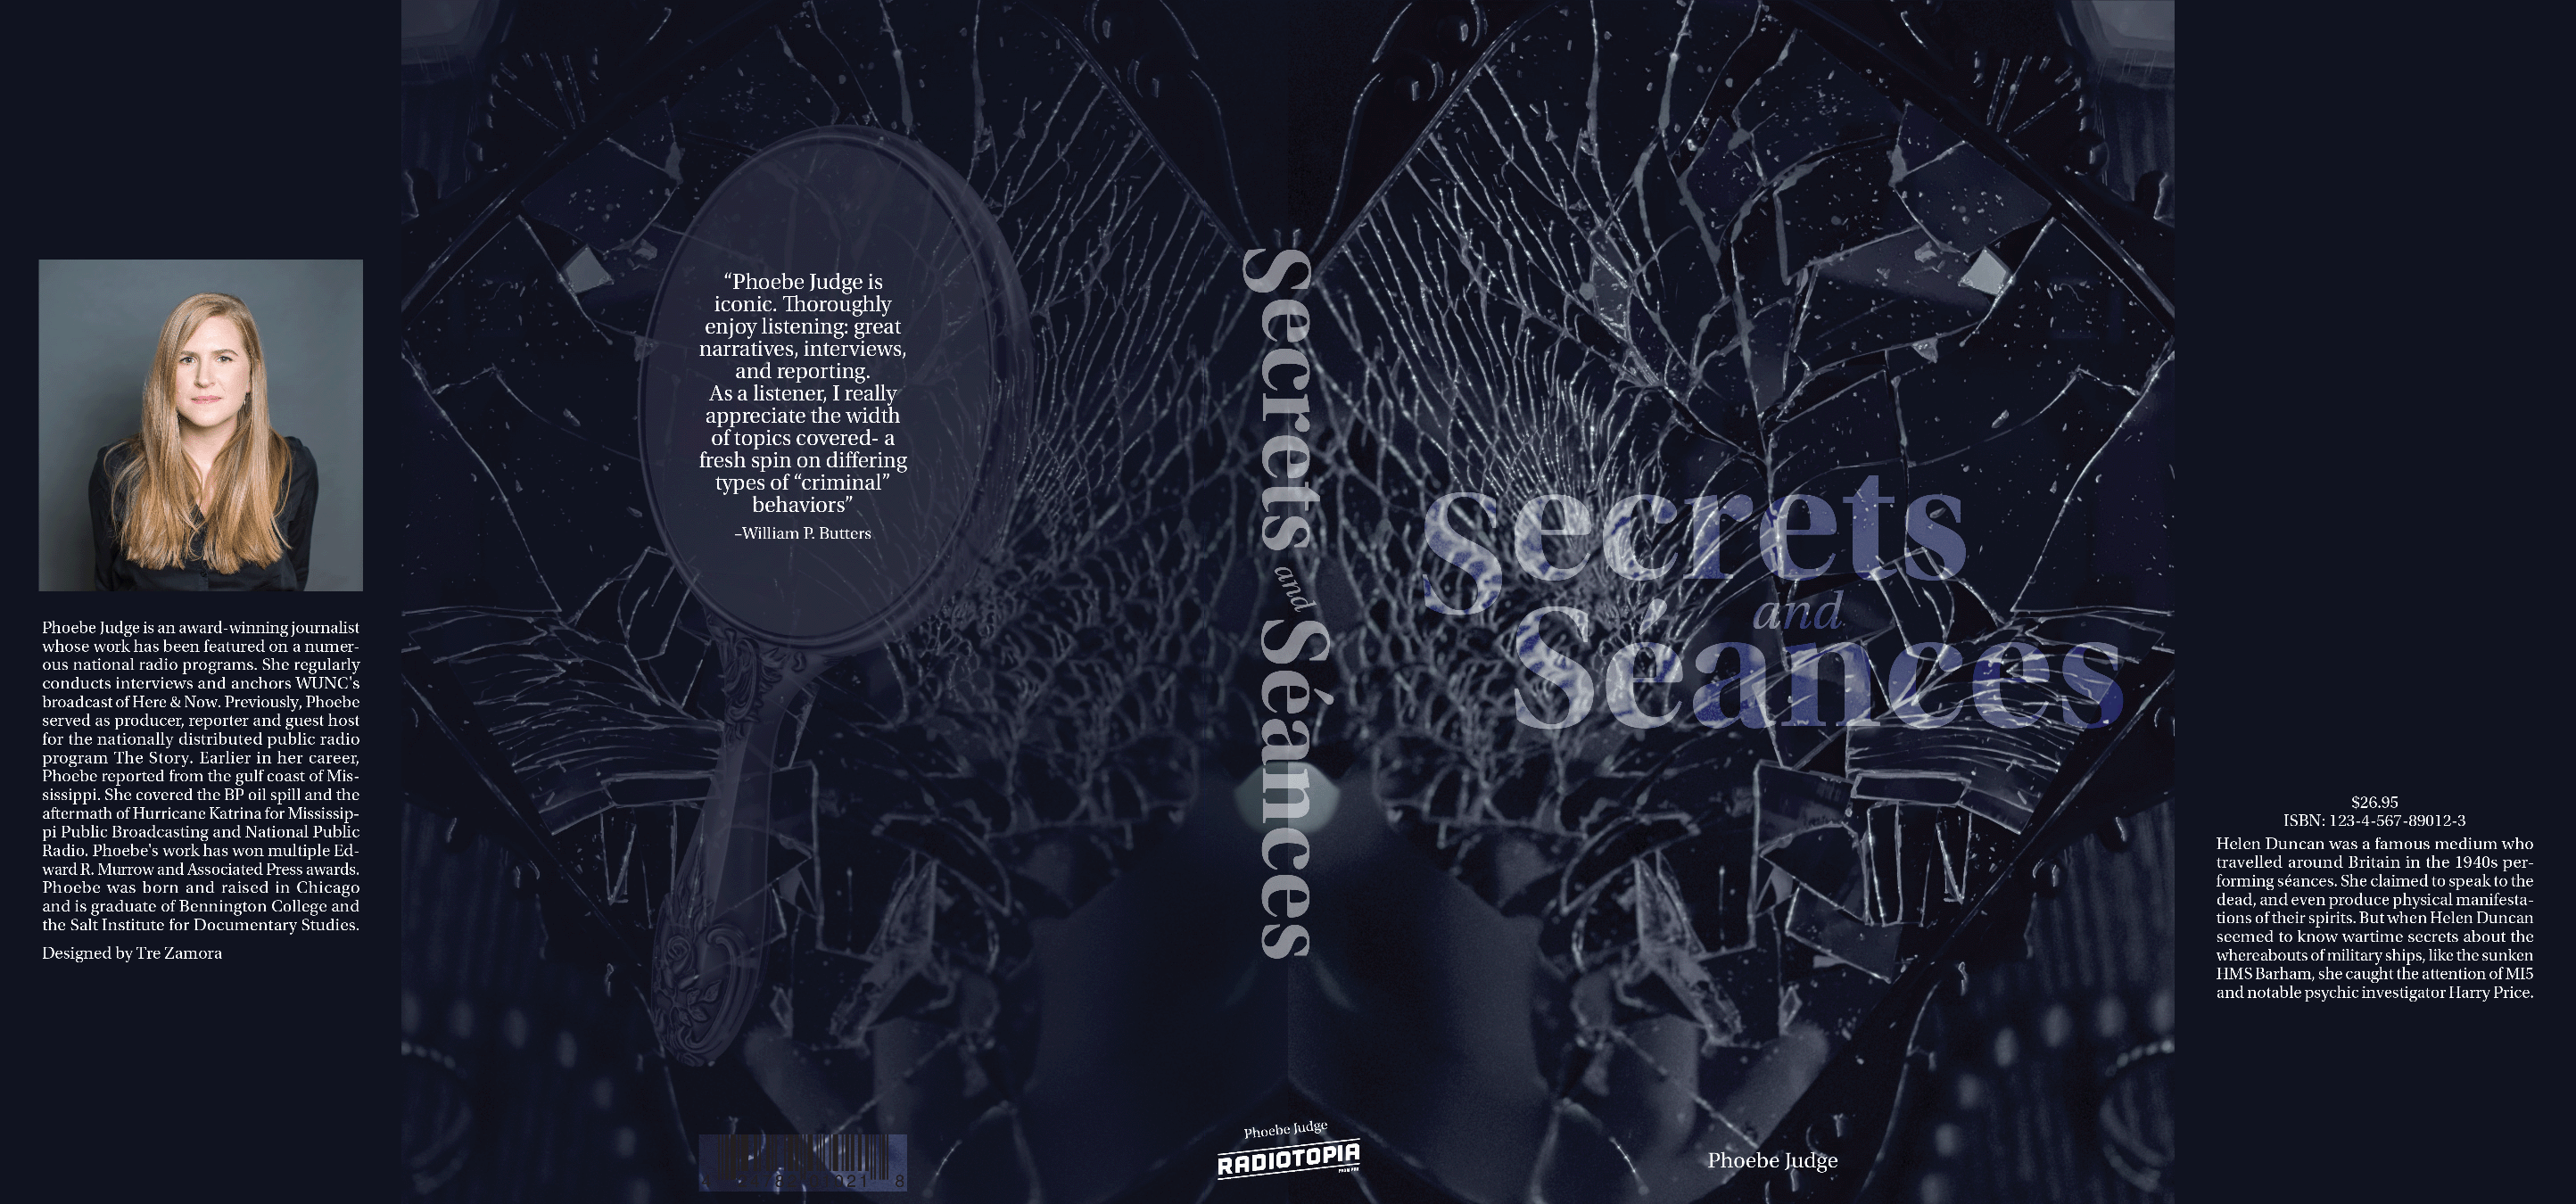 Phoebe Judge is an award-winning journalist
whose work has been featured on a numer-
ous national radio programs. She regularly
conducts interviews and anchors WUNC's
broadcast of Here & Now. Previously, Phoebe
served as producer, reporter and guest host
for the nationally distributed public radio
program The Story. Earlier in her career,
Phoebe reported from the gulf coast of Mis-
sissippi. She covered the BP oil spill and the
aftermath of Hurricane Katrina for Mississip-
pi Public Broadcasting and National Public
Radio. Phoebe's work has won multiple Ed-
ward R. Murrow and Associated Press awards.
Phoebe was born and raised in Chicago
and is graduate of Bennington College and
the Salt Institute for Documentary Studies.
Designed by Tre Zamora
“Phoebe Judge is
iconic. Thoroughly
enjoy listening: great
narratives, interviews,
and reporting.
As a listener, I really
appreciate the width
of topics covered- a
fresh spin on differing
types of “criminal”
behaviors”
–William P. Butters
Secrets and Séances
Phoebe Judge
RADIOTOPIA
Secrets
and
Séances
Phoebe Judge
$26.95
ISBN: 123-4-567-89012-3
Helen Duncan was a famous medium who
travelled around Britain in the 1940s per-
forming séances. She claimed to speak to the
dead, and even produce physical manifesta-
tions of their spirits. But when Helen Duncan
seemed to know wartime secrets about the
whereabouts of military ships, like the sunken
HMS Barham, she caught the attention of MI5
and notable psychic investigator Harry Price.